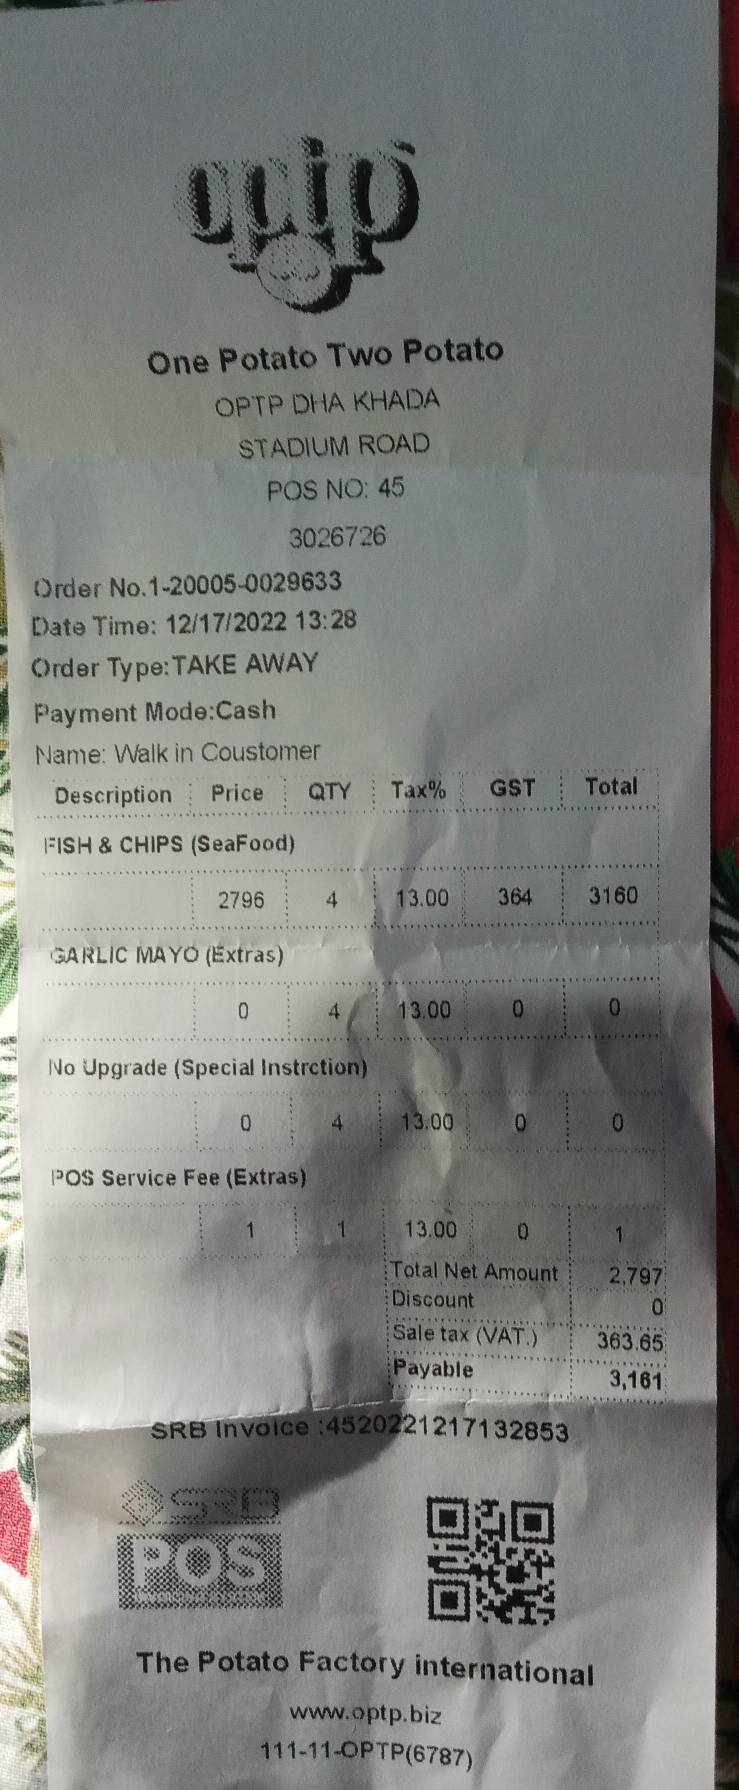 optp
One Potato Two Potato
OPTP DHA KHADA
STADIUM ROAD
POS NO: 45
3026726
Order No.1-20005-0029633
Date Time: 12/17/2022 13:28
Order Type:TAKE AWAY
Payment Mode:Cash
Name: Walk in Coustomer
Description Price QTY Tax% GST Total
FISH & CHIPS (SeaFood)
2796 4 13.00 364 3160
GARLIC MAYO (Extras)
0 4 13.00 0 0
No Upgrade (Special Instrction)
0 4 13.00 0 0
POS Service Fee (Extras)
1 1 13.00 0 1
Total Net Amount 2,797
Discount 0
Sale tax (VAT.) 363.65
Payable 3,161
SRB Invoice :45202212171​32853
SRB
POS
The Potato Factory international
www.optp.biz
111-11-OPTP(6787)